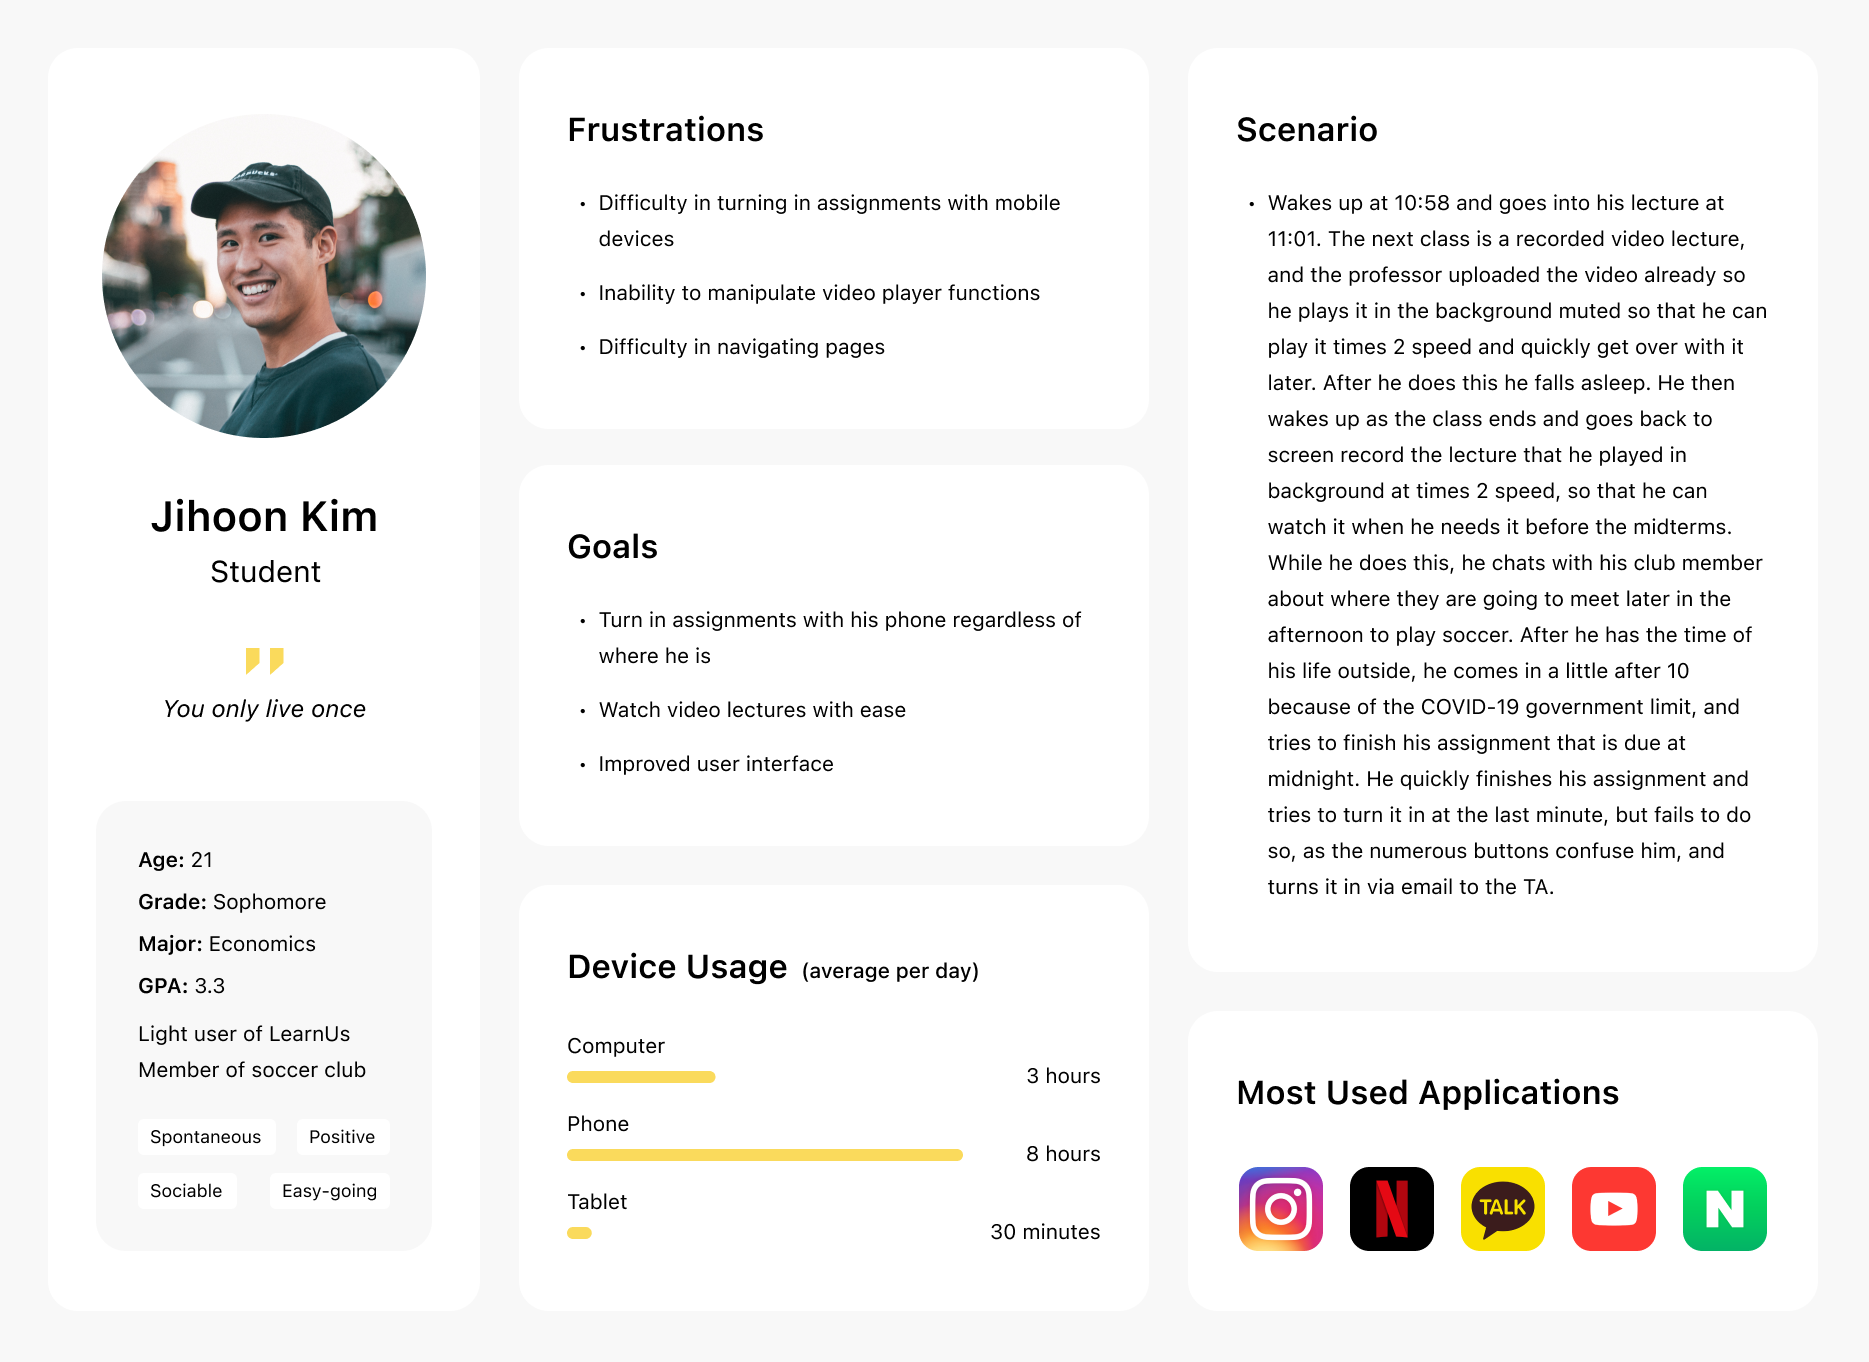 Jihoon Kim
Student
You only live once
Age: 21
Grade: Sophomore
Major: Economics
GPA: 3.3
Light user of LearnUs
Member of soccer club
Spontaneous
Positive
Sociable
Easy-going
Frustrations
• Difficulty in turning in assignments with mobile
devices
• Inability to manipulate video player functions
• Difficulty in navigating pages
Goals
• Turn in assignments with his phone regardless of
where he is
• Watch video lectures with ease
• Improved user interface
Device Usage (average per day)
Computer
3 hours
Phone
8 hours
Tablet
30 minutes
Scenario
• Wakes up at 10:58 and goes into his lecture at
11:01. The next class is a recorded video lecture,
and the professor uploaded the video already so
he plays it in the background muted so that he can
play it times 2 speed and quickly get over with it
later. After he does this he falls asleep. He then
wakes up as the class ends and goes back to
screen record the lecture that he played in
background at times 2 speed, so that he can
watch it when he needs it before the midterms.
While he does this, he chats with his club member
about where they are going to meet later in the
afternoon to play soccer. After he has the time of
his life outside, he comes in a little after 10
because of the COVID-19 government limit, and
tries to finish his assignment that is due at
midnight. He quickly finishes his assignment and
tries to turn it in at the last minute, but fails to do
so, as the numerous buttons confuse him, and
turns it in via email to the TA.
Most Used Applications
N
TALK
N